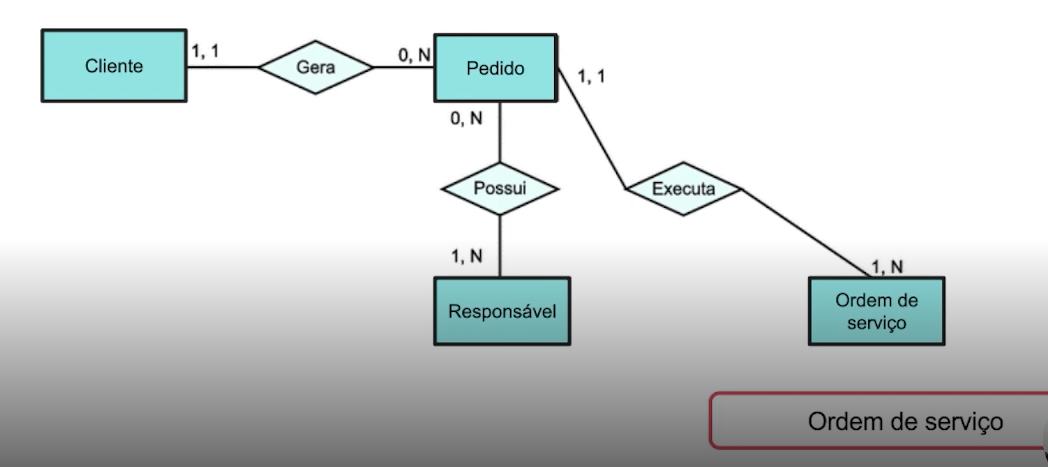 Cliente
1, 1
Gera
0, N
Pedido
1, 1
0, N
Possui
Executa
1, N
1, N
Responsável
Ordem de
serviço
Ordem de serviço